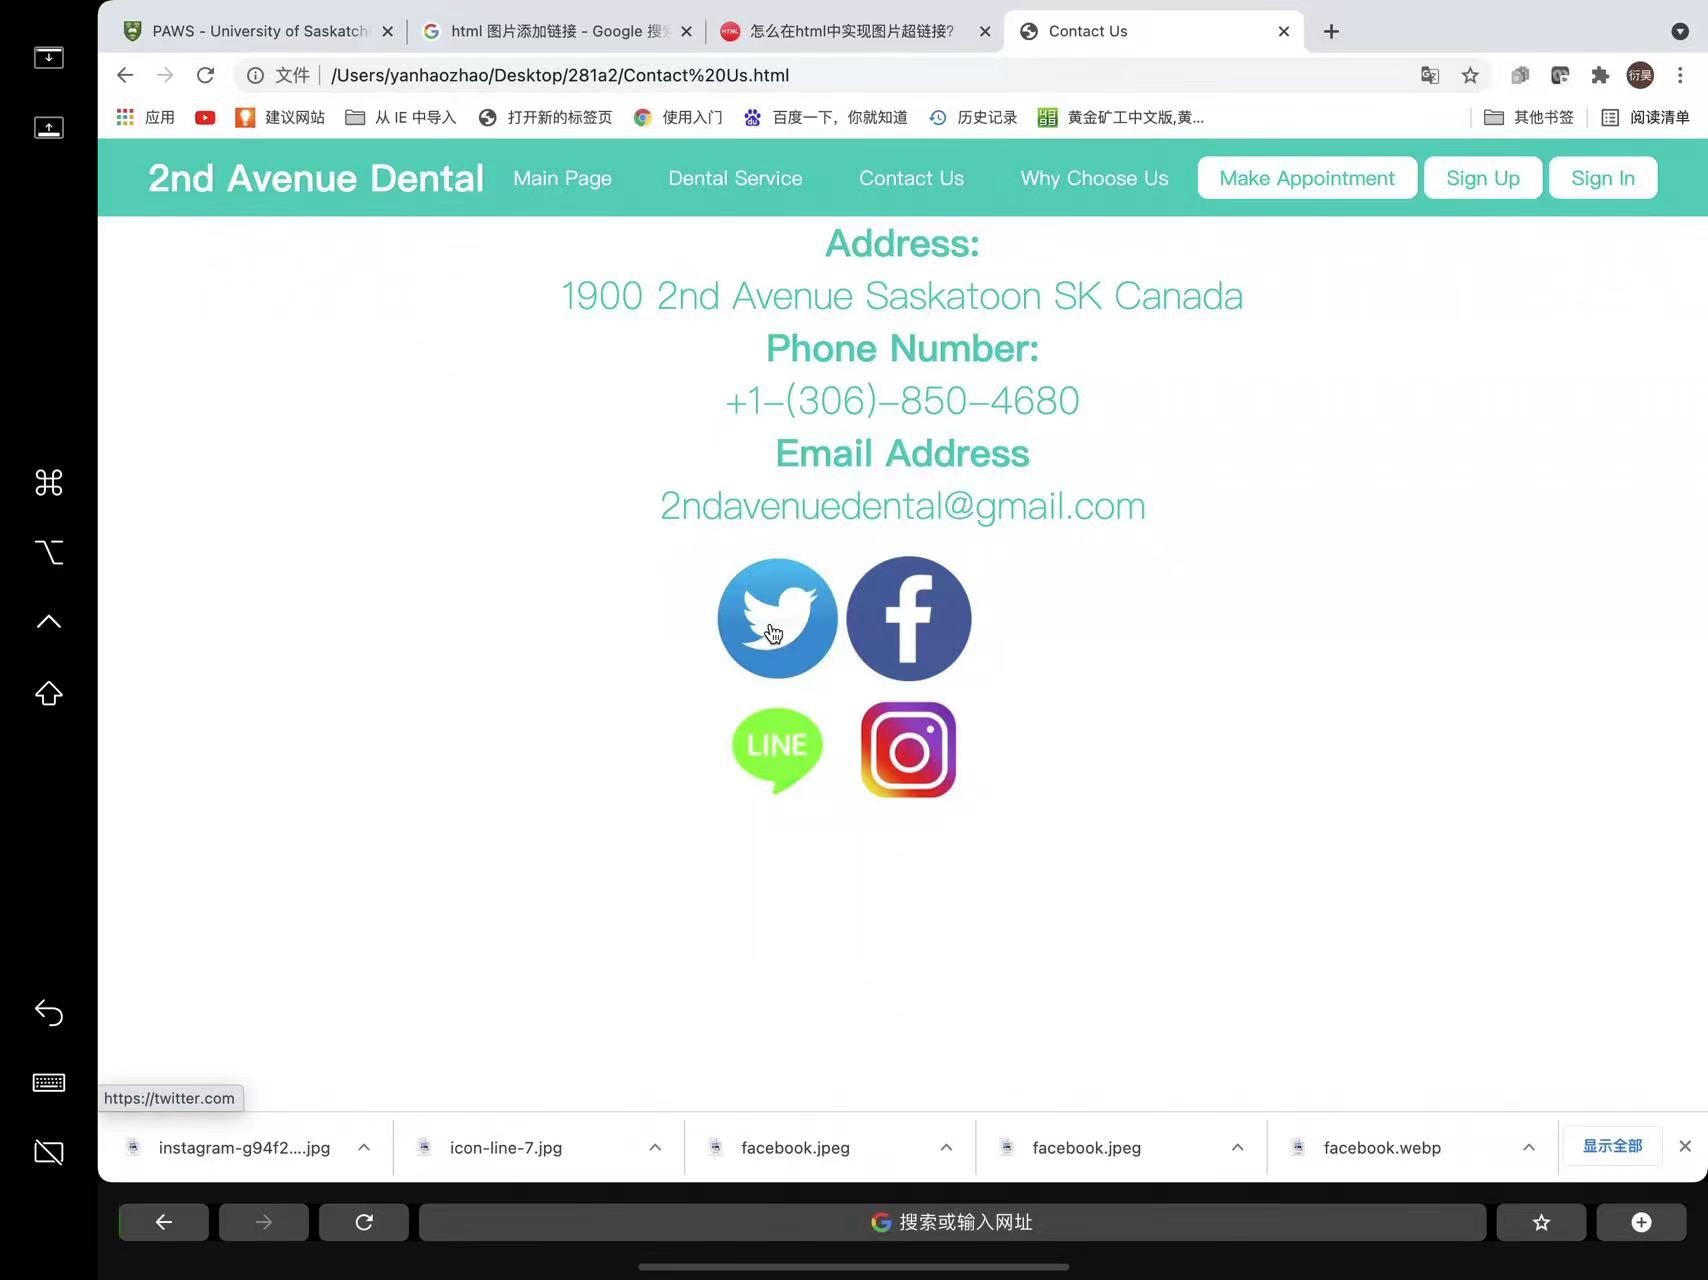 PAWS - University of Saskatch
html 图片添加链接 - Google 搜索
怎么在html中实现图片超链接?
Contact Us
文件 /Users/yanhaozhao/Desktop/281a2/Contact%20Us.html
衍昊
应用
建议网站
从 IE 中导入
打开新的标签页
使用入门
百度一下，你就知道
历史记录
黄金矿工中文版,黄...
其他书签
阅读清单
2nd Avenue Dental
Main Page
Dental Service
Contact Us
Why Choose Us
Make Appointment
Sign Up
Sign In
Address:
1900 2nd Avenue Saskatoon SK Canada
Phone Number:
+1-(306)-850-4680
Email Address
2ndavenuedental@gmail.com
f
LINE
https://twitter.com
instagram-g94f2....jpg
icon-line-7.jpg
facebook.jpeg
facebook.jpeg
facebook.webp
显示全部
搜索或输入网址